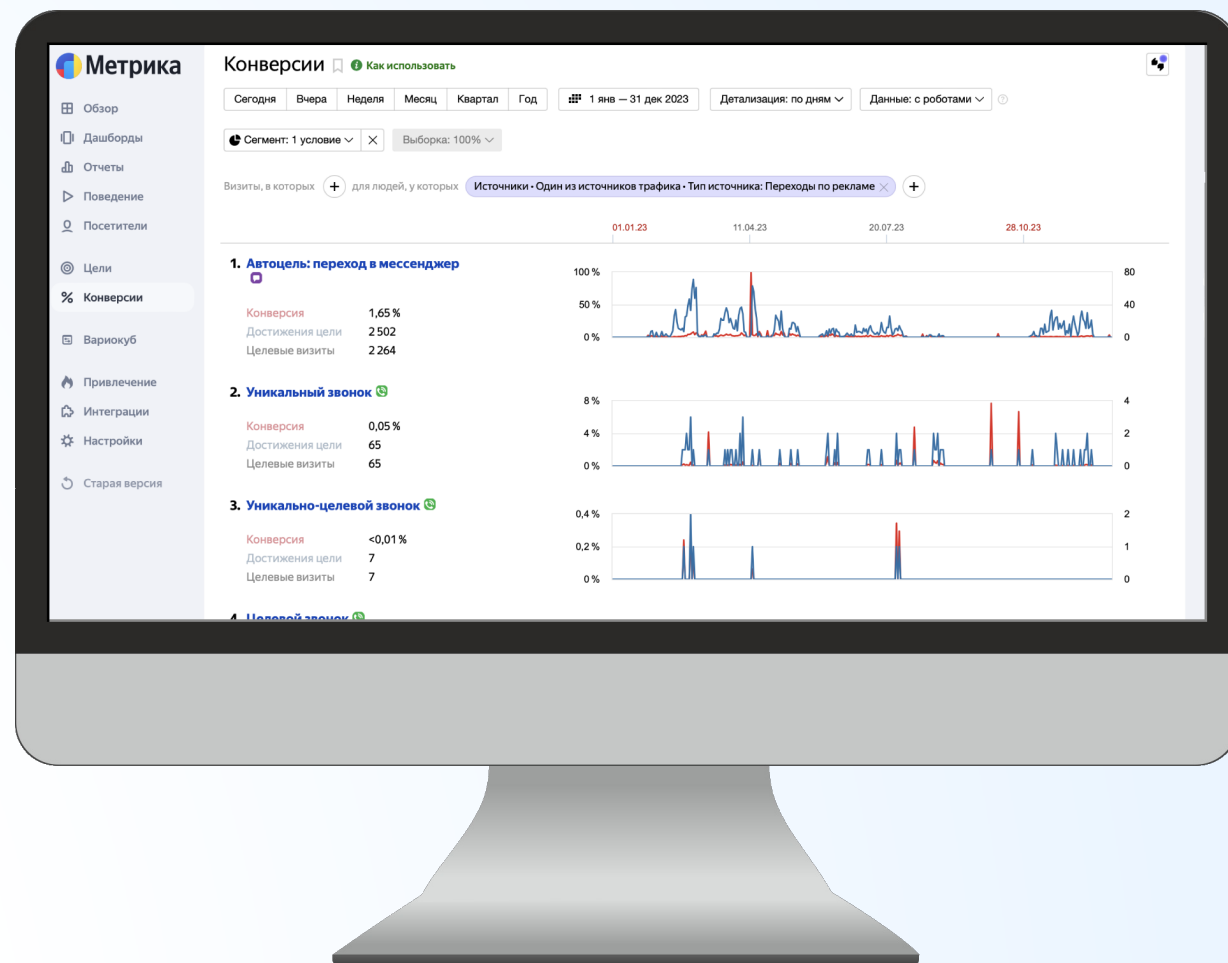 Метрика
Обзор
Дашборды
Отчеты
Поведение
Посетители
Цели
Конверсии
Вариокуб
Привлечение
Интеграции
Настройки
Старая версия
Конверсии Как использовать
Сегодня Вчера Неделя Месяц Квартал Год 1 янв — 31 дек 2023 Детализация: по дням Данные: с роботами
Сегмент: 1 условие Выборка: 100%
Визиты, в которых + для людей, у которых Источники • Один из источников трафика • Тип источника: Переходы по рекламе +
01.01.23 11.04.23 20.07.23 28.10.23
1. Автоцель: переход в мессенджер
Конверсия 1,65 %
Достижения цели 2 502
Целевые визиты 2 264
100 % 80
50 % 40
0 % 0
2. Уникальный звонок
Конверсия 0,05 %
Достижения цели 65
Целевые визиты 65
8 % 4
4 % 2
0 % 0
3. Уникально-целевой звонок
Конверсия <0,01 %
Достижения цели 7
Целевые визиты 7
0,4 % 2
0,2 % 1
0 % 0
4. Целевой звонок